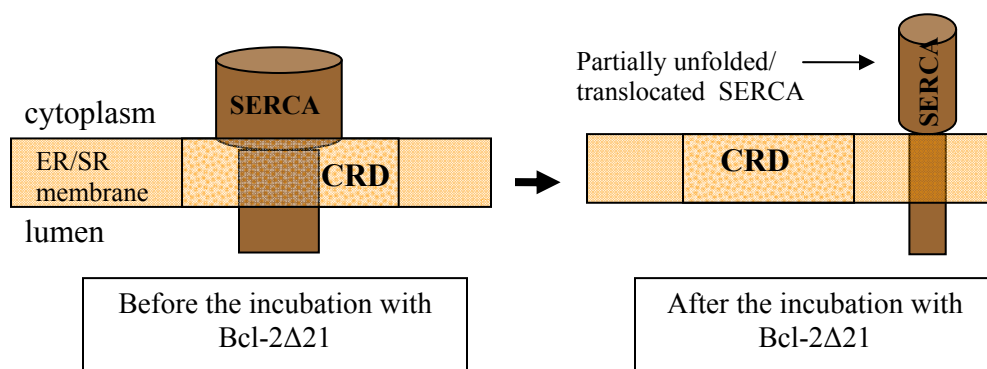 cytoplasm
SERCA
ER/SR
membrane
CRD
lumen
Before the incubation with
Bcl-2Δ21
Partially unfolded/
translocated SERCA
SERCA
CRD
After the incubation with
Bcl-2Δ21